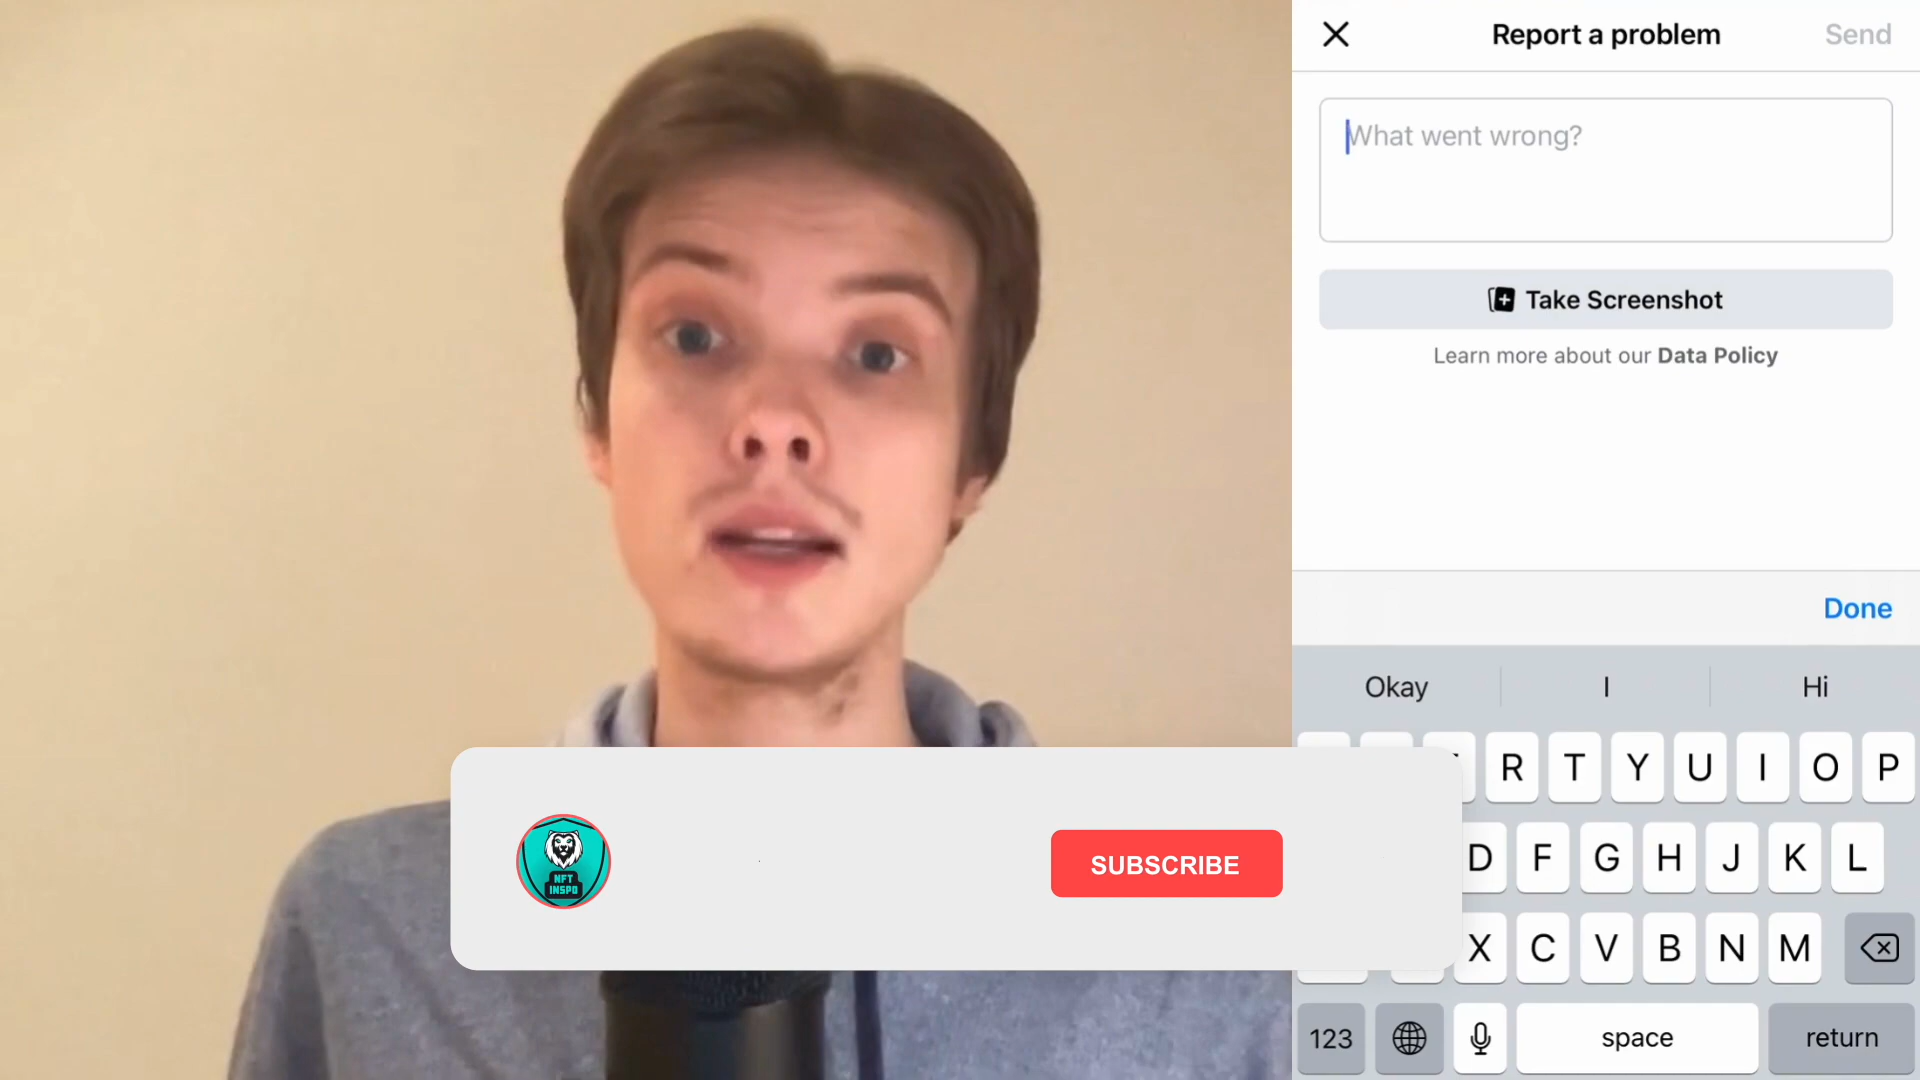 Report a problem
Send
What went wrong?
Take Screenshot
Learn more about our Data Policy
Done
Okay
I
Hi
R T Y U I O P
D F G H J K L
X C V B N M
123
space
return
NFT
INSPO
SUBSCRIBE